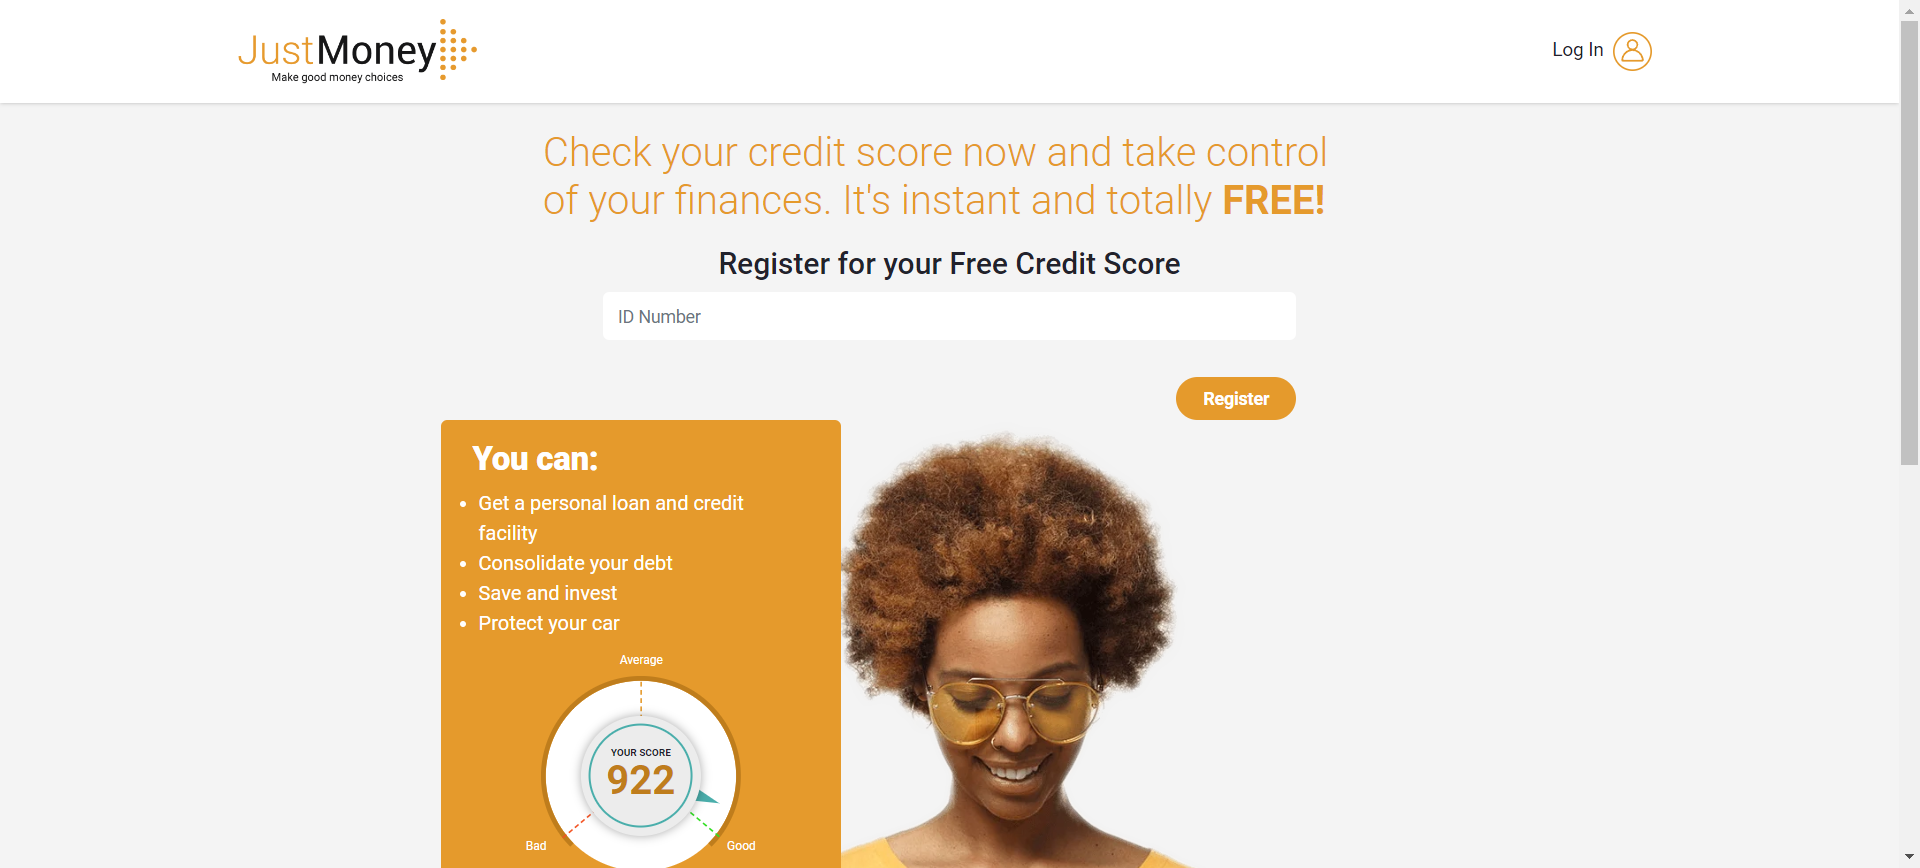 JustMoney
Make good money choices
Log In
Check your credit score now and take control
of your finances. It's instant and totally FREE!
Register for your Free Credit Score
ID Number
Register
You can:
Get a personal loan and credit
facility
Consolidate your debt
Save and invest
Protect your car
Average
YOUR SCORE
922
Bad
Good